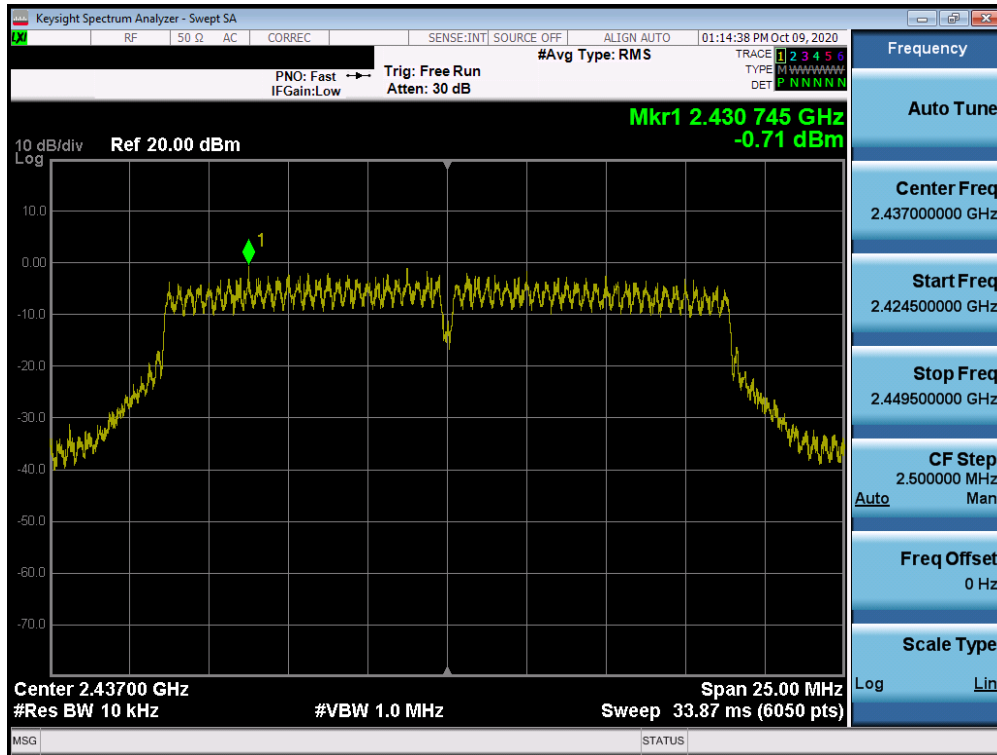 Keysight Spectrum Analyzer - Swept SA
LXI RF 50 Ω AC CORREC SENSE:INT SOURCE OFF ALIGN AUTO 01:14:38 PM Oct 09, 2020
Frequency
#Avg Type: RMS
TRACE 1 2 3 4 5 6
PNO: Fast Trig: Free Run
TYPE M WWWWW
IFGain:Low Atten: 30 dB
DET P N N N N N
Auto Tune
Mkr1 2.430 745 GHz
-0.71 dBm
10 dB/div Ref 20.00 dBm
Log
1
10.0
0.00
-10.0
-20.0
-30.0
-40.0
-50.0
-60.0
-70.0
Center Freq
2.437000000 GHz
Start Freq
2.424500000 GHz
Stop Freq
2.449500000 GHz
CF Step
2.500000 MHz
Auto Man
Freq Offset
0 Hz
Scale Type
Log Lin
Center 2.43700 GHz Span 25.00 MHz
#Res BW 10 kHz #VBW 1.0 MHz Sweep 33.87 ms (6050 pts)
MSG STATUS